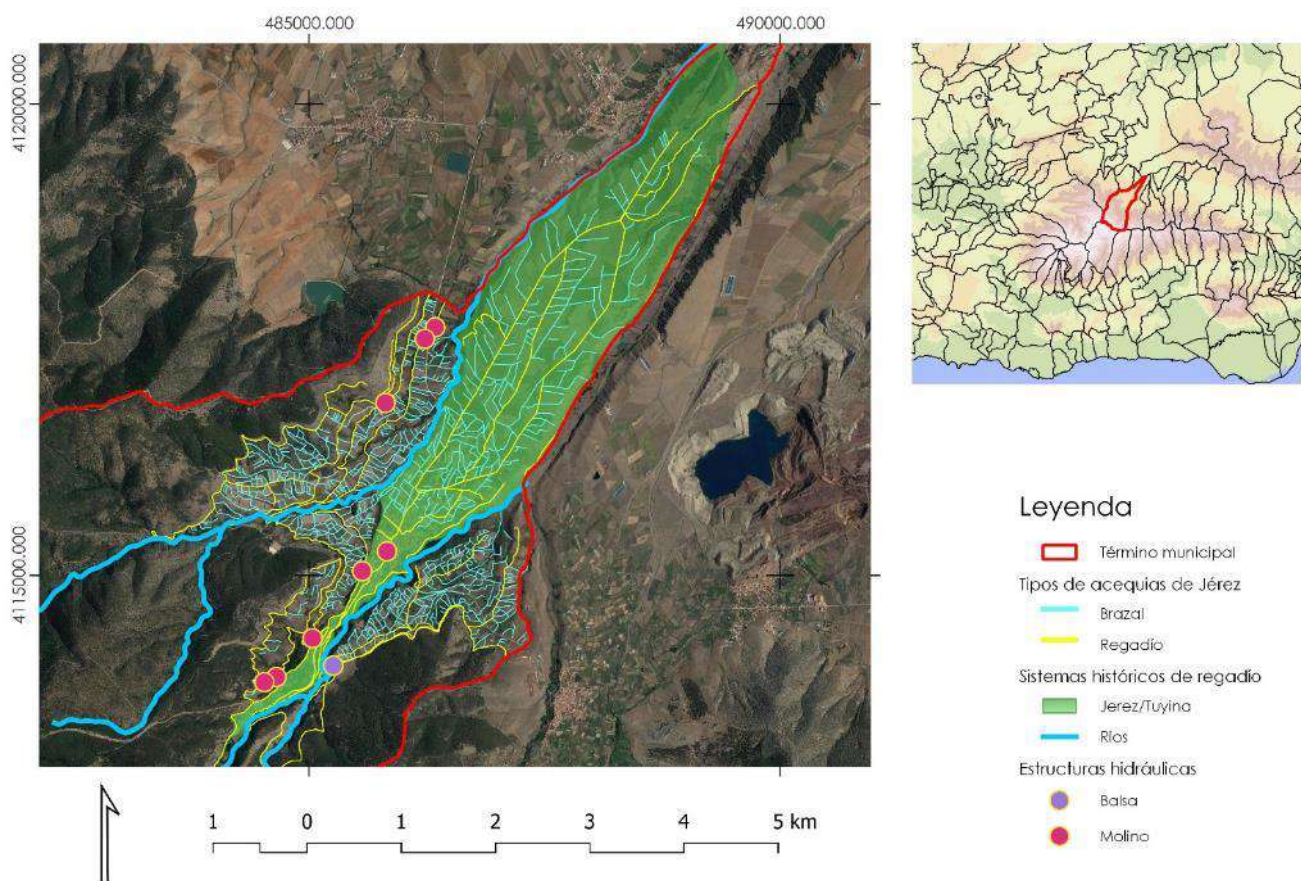 485000.000
490000.000
4120000.000
4115000.000
1 0 1 2 3 4 5 km
Leyenda
Término municipal
Tipos de acequias de Jérez
Brazal
Regadío
Sistemas históricos de regadío
Jerez/Tuyina
Ríos
Estructuras hidráulicas
Balsa
Molino